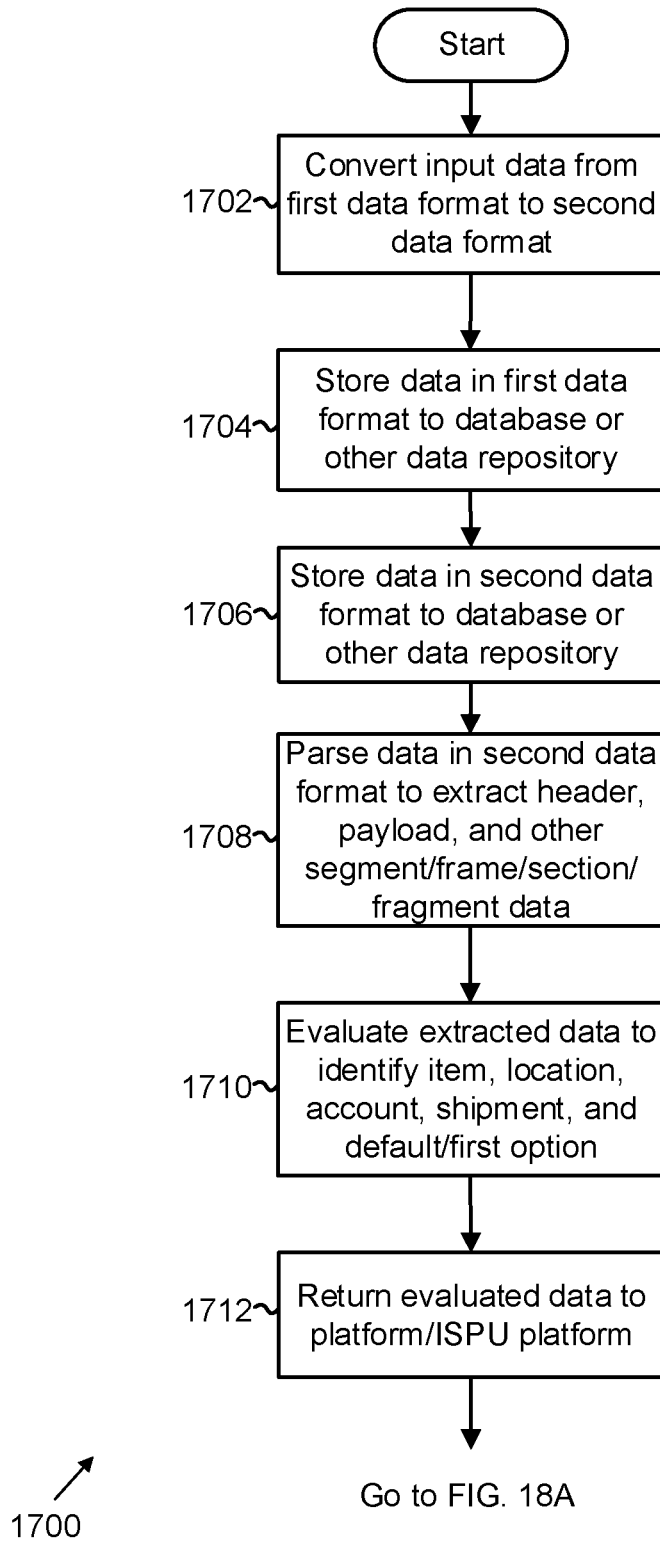 Start
1702
Convert input data from
first data format to second
data format
1704
Store data in first data
format to database or
other data repository
1706
Store data in second data
format to database or
other data repository
1708
Parse data in second data
format to extract header,
payload, and other
segment/frame/section/
fragment data
1710
Evaluate extracted data to
identify item, location,
account, shipment, and
default/first option
1712
Return evaluated data to
platform/ISPU platform
Go to FIG. 18A
1700